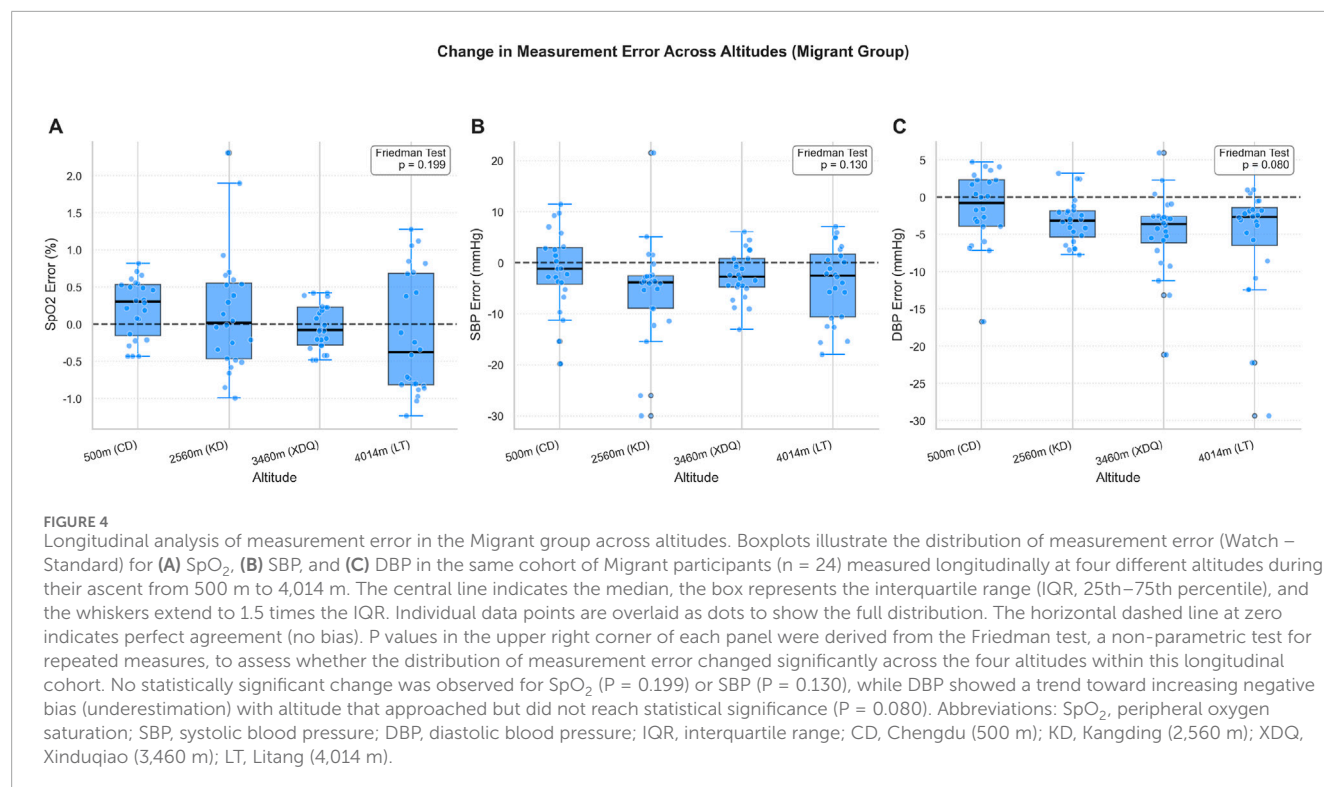 Change in Measurement Error Across Altitudes (Migrant Group)
A
Friedman Test
p = 0.199
2.0
1.5
1.0
0.5
0.0
-0.5
-1.0
SpO2 Error (%)
500m (CD)
2560m (KD)
3460m (XDQ)
4014m (LT)
Altitude
B
Friedman Test
p = 0.130
20
10
0
-10
-20
-30
SBP Error (mmHg)
500m (CD)
2560m (KD)
3460m (XDQ)
4014m (LT)
Altitude
C
Friedman Test
p = 0.080
5
0
-5
-10
-15
-20
-25
-30
DBP Error (mmHg)
500m (CD)
2560m (KD)
3460m (XDQ)
4014m (LT)
Altitude
FIGURE 4
Longitudinal analysis of measurement error in the Migrant group across altitudes. Boxplots illustrate the distribution of measurement error (Watch –
Standard) for (A) SpO₂, (B) SBP, and (C) DBP in the same cohort of Migrant participants (n = 24) measured longitudinally at four different altitudes during
their ascent from 500 m to 4,014 m. The central line indicates the median, the box represents the interquartile range (IQR, 25th–75th percentile), and
the whiskers extend to 1.5 times the IQR. Individual data points are overlaid as dots to show the full distribution. The horizontal dashed line at zero
indicates perfect agreement (no bias). P values in the upper right corner of each panel were derived from the Friedman test, a non-parametric test for
repeated measures, to assess whether the distribution of measurement error changed significantly across the four altitudes within this longitudinal
cohort. No statistically significant change was observed for SpO₂ (P = 0.199) or SBP (P = 0.130), while DBP showed a trend toward increasing negative
bias (underestimation) with altitude that approached but did not reach statistical significance (P = 0.080). Abbreviations: SpO₂, peripheral oxygen
saturation; SBP, systolic blood pressure; DBP, diastolic blood pressure; IQR, interquartile range; CD, Chengdu (500 m); KD, Kangding (2,560 m); XDQ,
Xinduqiao (3,460 m); LT, Litang (4,014 m).